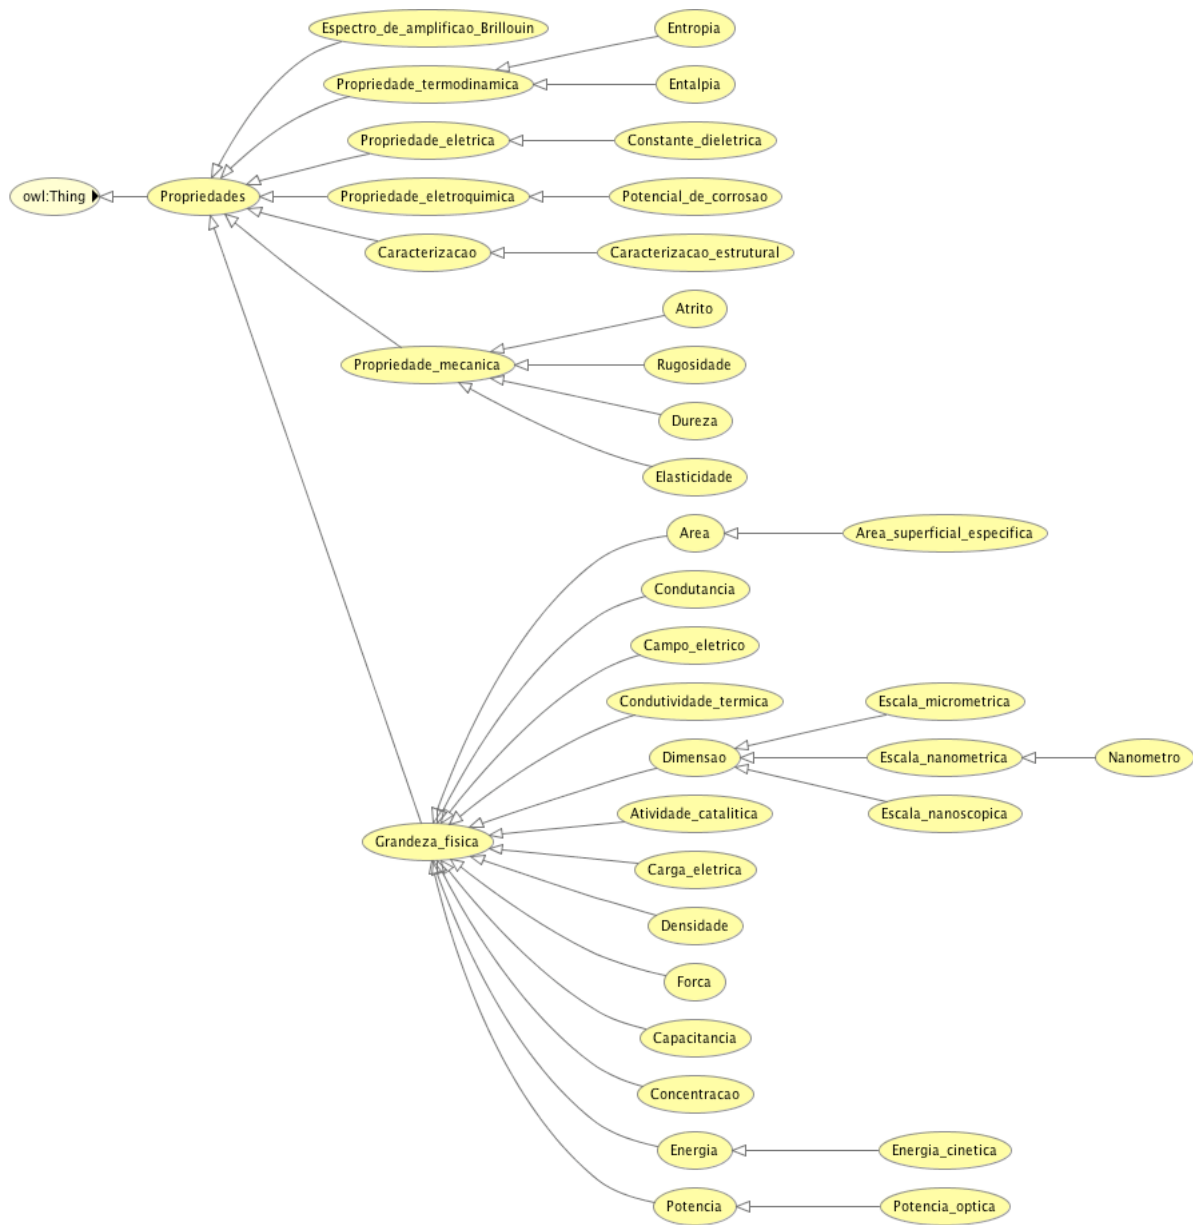 Espectro_de_amplificao_Brillouin
Entropia
Propriedade_termodinamica
Entalpia
Propriedade_eletrica
Constante_dieletrica
owl:Thing
Propriedades
Propriedade_eletroquimica
Potencial_de_corrosao
Caracterizacao
Caracterizacao_estrutural
Atrito
Propriedade_mecanica
Rugosidade
Dureza
Elasticidade
Area
Area_superficial_especifica
Condutancia
Campo_eletrico
Condutividade_termica
Escala_micrometrica
Dimensao
Escala_nanometrica
Nanometro
Atividade_catalitica
Escala_nanoscopica
Grandeza_fisica
Carga_eletrica
Densidade
Forca
Capacitancia
Concentracao
Energia
Energia_cinetica
Potencia
Potencia_optica